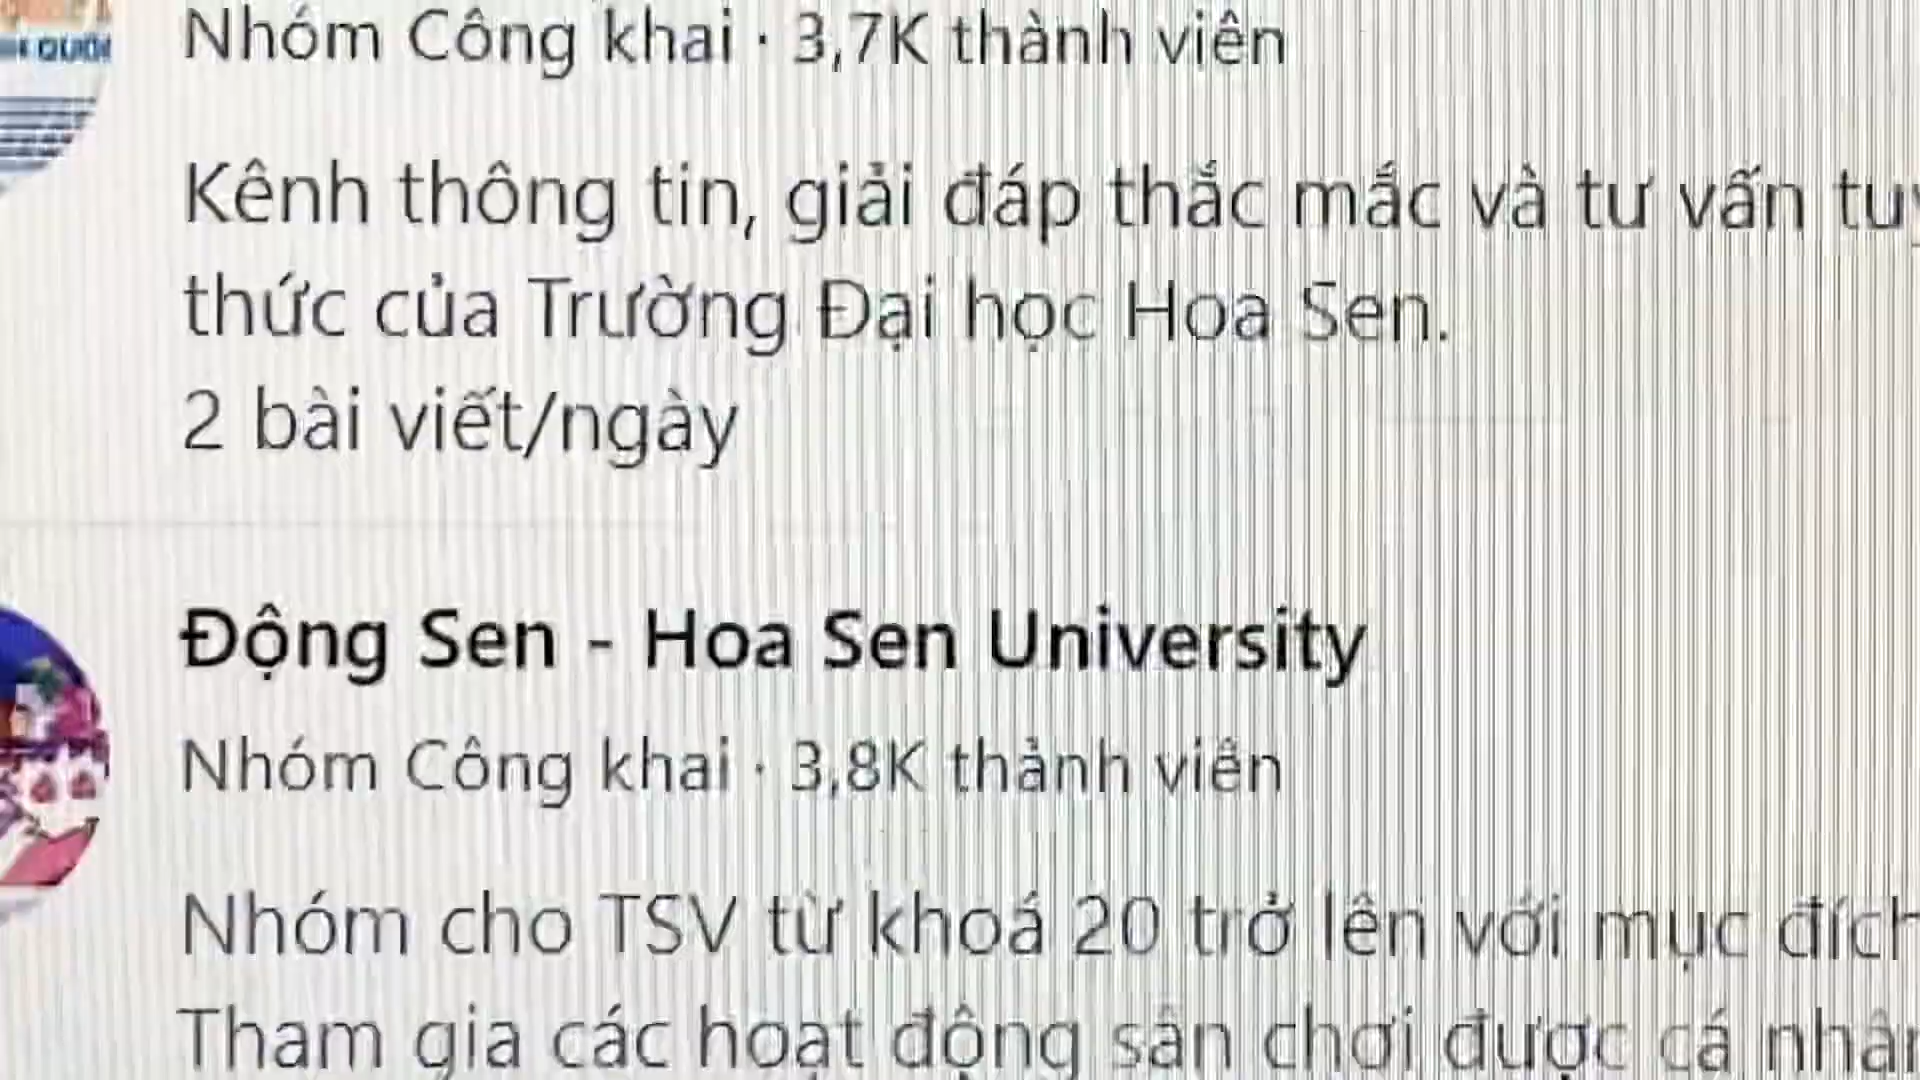 QUỐC
Nhóm Công khai · 3,7K thành viên
Kênh thông tin, giải đáp thắc mắc và tư vấn
thức của Trường Đại học Hoa Sen.
2 bài viết/ngày
Động Sen - Hoa Sen University
Nhóm Công khai · 3,8K thành viên
Nhóm cho TSV từ khoá 20 trở lên với mục đích
Tham gia các hoạt động sân chơi được cá nhân